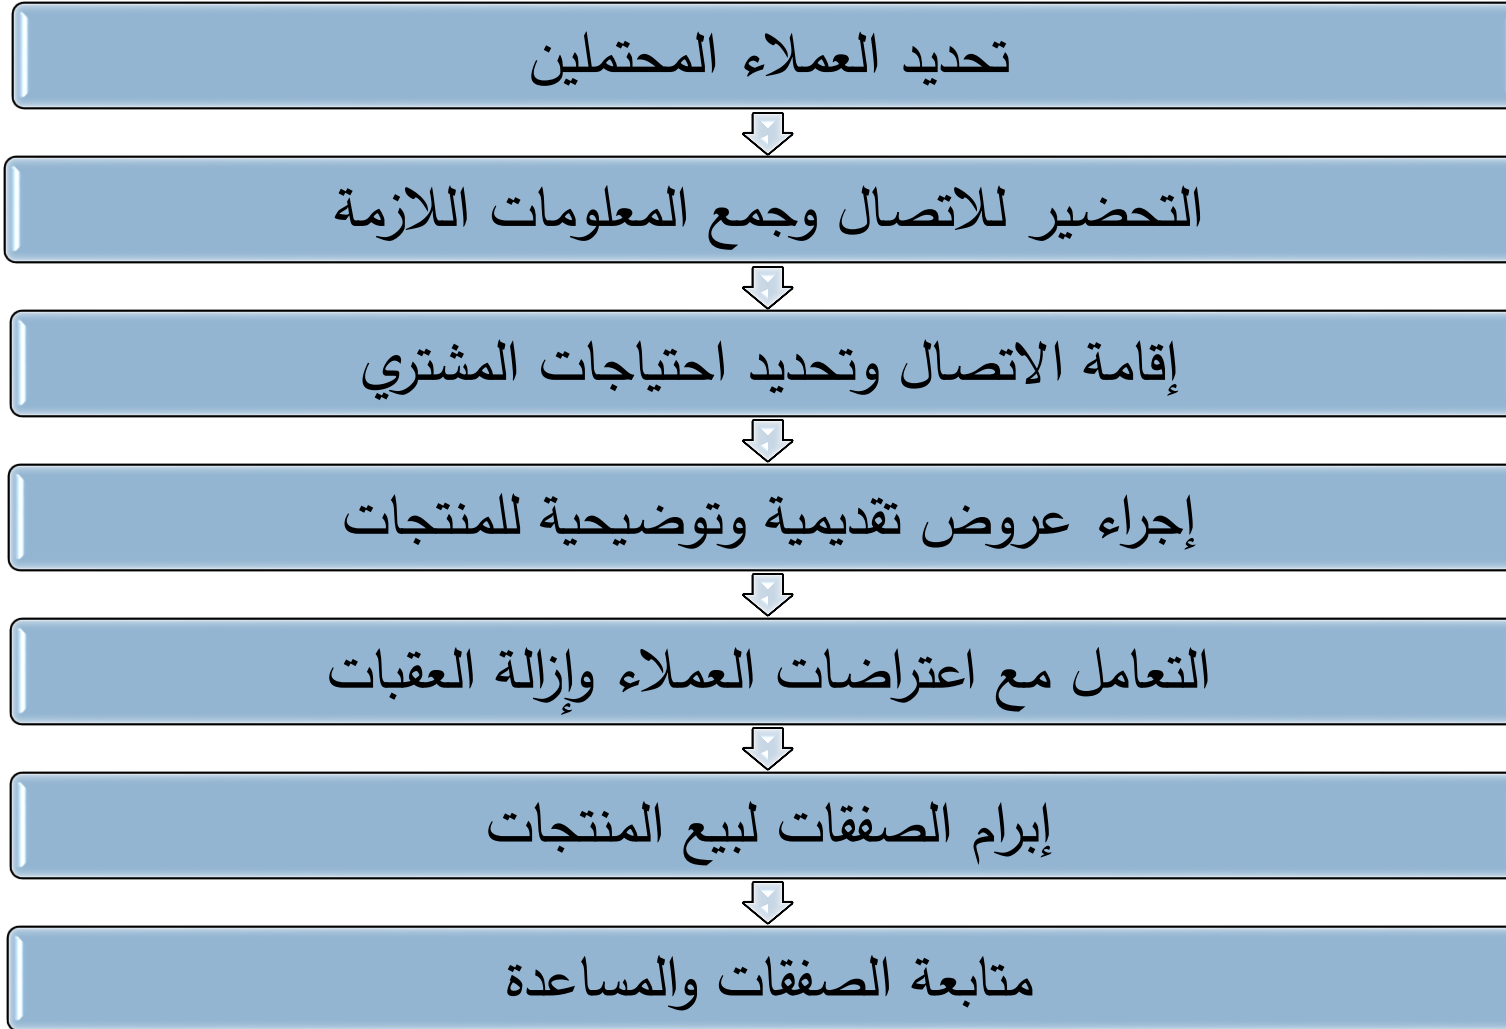 تحديد العملاء المحتملين
التحضير للاتصال وجمع المعلومات اللازمة
إقامة الاتصال وتحديد احتياجات المشتري
إجراء عروض تقديمية وتوضيحية للمنتجات
التعامل مع اعتراضات العملاء وإزالة العقبات
إبرام الصفقات لبيع المنتجات
متابعة الصفقات والمساعدة